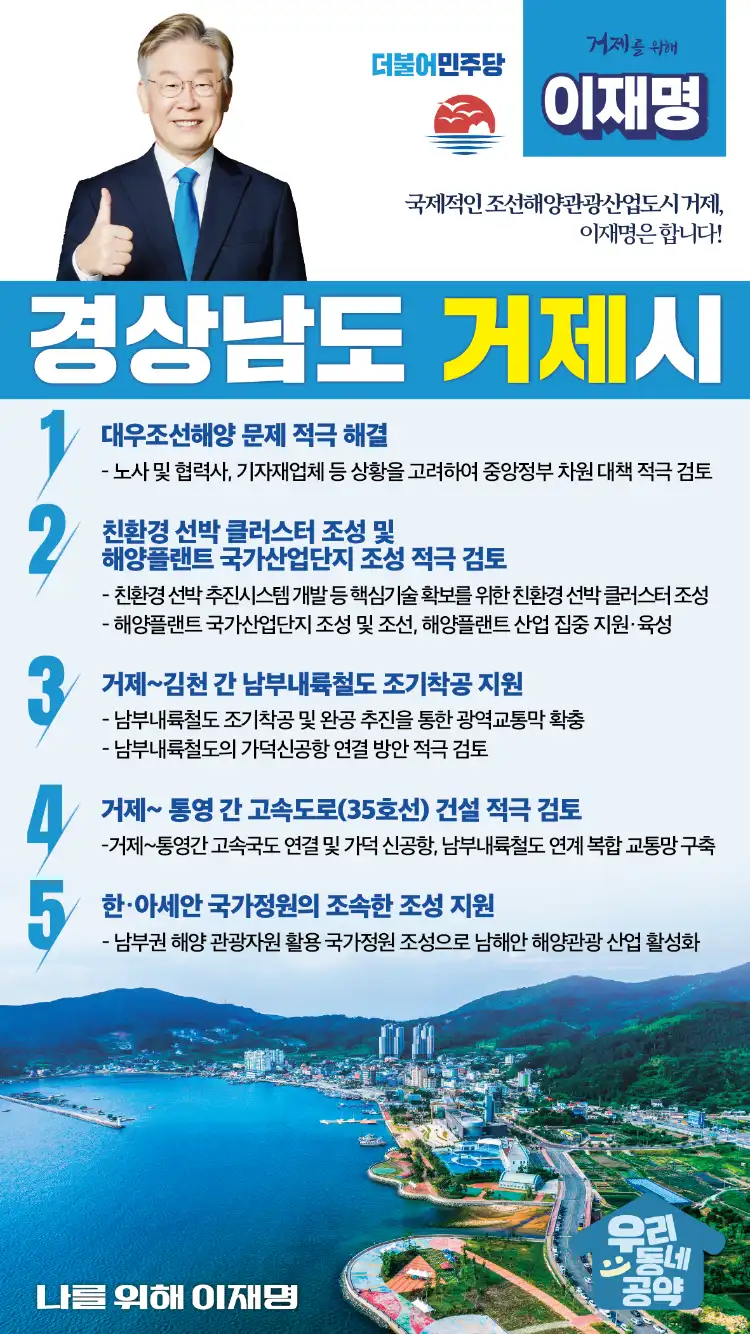 더불어민주당
거제를 위해
이재명
국제적인 조선해양관광산업도시 거제,
이재명은 합니다!
경상남도 거제시
1
대우조선해양 문제 적극 해결
- 노사 및 협력사, 기자재업체 등 상황을 고려하여 중앙정부 차원 대책 적극 검토
2
친환경 선박 클러스터 조성 및
해양플랜트 국가산업단지 조성 적극 검토
- 친환경 선박 추진시스템 개발 등 핵심기술 확보를 위한 친환경 선박 클러스터 조성
- 해양플랜트 국가산업단지 조성 및 조선, 해양플랜트 산업 집중 지원·육성
3
거제~김천 간 남부내륙철도 조기착공 지원
- 남부내륙철도 조기착공 및 완공 추진을 통한 광역교통막 확충
- 남부내륙철도의 가덕신공항 연결 방안 적극 검토
4
거제~ 통영 간 고속도로(35호선) 건설 적극 검토
-거제~통영간 고속국도 연결 및 가덕 신공항, 남부내륙철도 연계 복합 교통망 구축
5
한·아세안 국가정원의 조속한 조성 지원
- 남부권 해양 관광자원 활용 국가정원 조성으로 남해안 해양관광 산업 활성화
나를 위해 이재명
우리
동네
공약